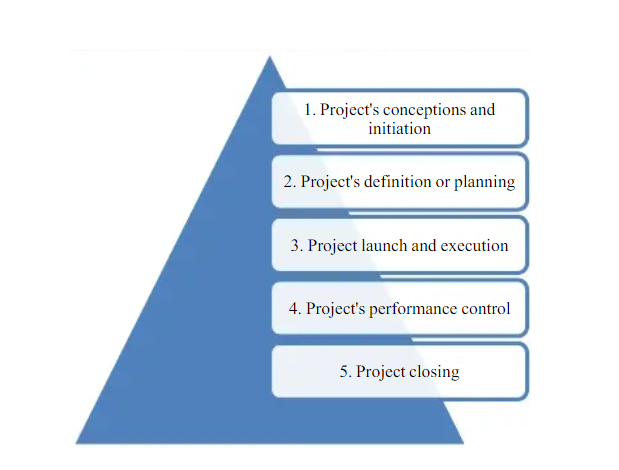 1. Project's conceptions and
initiation
2. Project's definition or planning
3. Project launch and execution
4. Project's performance control
5. Project closing